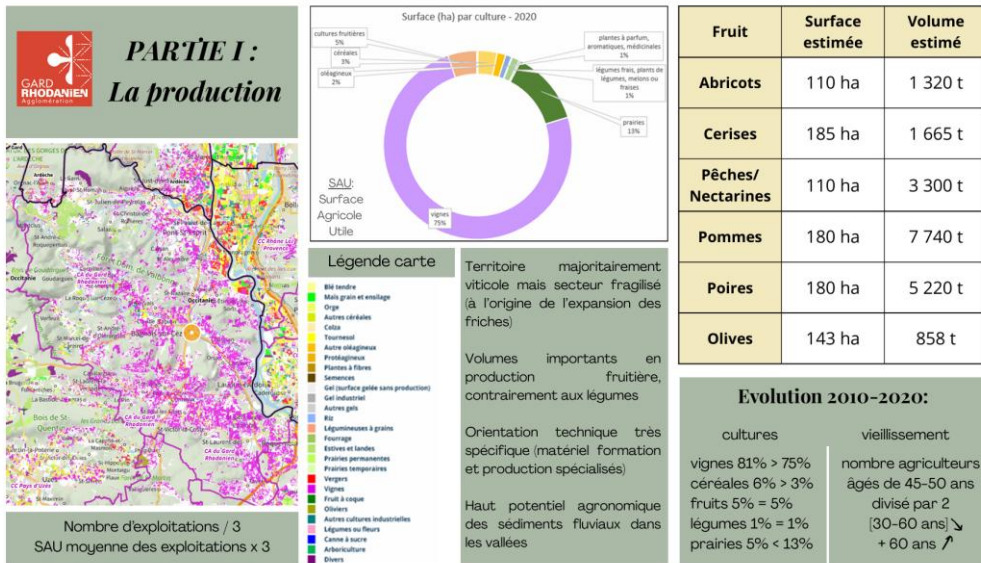 GARD
RHODANIEN
Agglomération
PARTIE I :
La production
Nombre d'exploitations / 3
SAU moyenne des exploitations x 3
Surface (ha) par culture - 2020
cultures fruitières
5%
céréales
3%
oléagineux
2%
plantes à parfum,
aromatiques, médicinales
1%
légumes frais, plants de
légumes, melons ou
fraises
1%
prairies
13%
vignes
75%
SAU:
Surface
Agricole
Utile
Légende carte
Blé tendre
Maïs grain et ensilage
Orge
Autres céréales
Colza
Tournesol
Autre oléagineux
Protéagineux
Plantes à fibres
Semences
Gel (surface gelée sans production)
Gel industriel
Autres gels
Riz
Légumineuses à grains
Fourrage
Estives et landes
Prairies permanentes
Prairies temporaires
Vergers
Vignes
Fruit à coque
Oliviers
Autres cultures industrielles
Légumes ou fleurs
Canne à sucre
Arboriculture
Divers
Territoire majoritairement
viticole mais secteur fragilisé
(à l'origine de l'expansion des
friches)
Volumes importants en
production fruitière,
contrairement aux légumes
Orientation technique très
spécifique (matériel formation
et production spécialisés)
Haut potentiel agronomique
des sédiments fluviaux dans
les vallées
Fruit Surface estimée Volume estimé
Abricots 110 ha 1 320 t
Cerises 185 ha 1 665 t
Pêches/ Nectarines 110 ha 3 300 t
Pommes 180 ha 7 740 t
Poires 180 ha 5 220 t
Olives 143 ha 858 t
Evolution 2010-2020:
cultures
vignes 81% > 75%
céréales 6% > 3%
fruits 5% = 5%
légumes 1% = 1%
prairies 5% < 13%
vieillissement
nombre agriculteurs
âgés de 45-50 ans
divisé par 2
[30-60 ans] ↘
+ 60 ans ↗